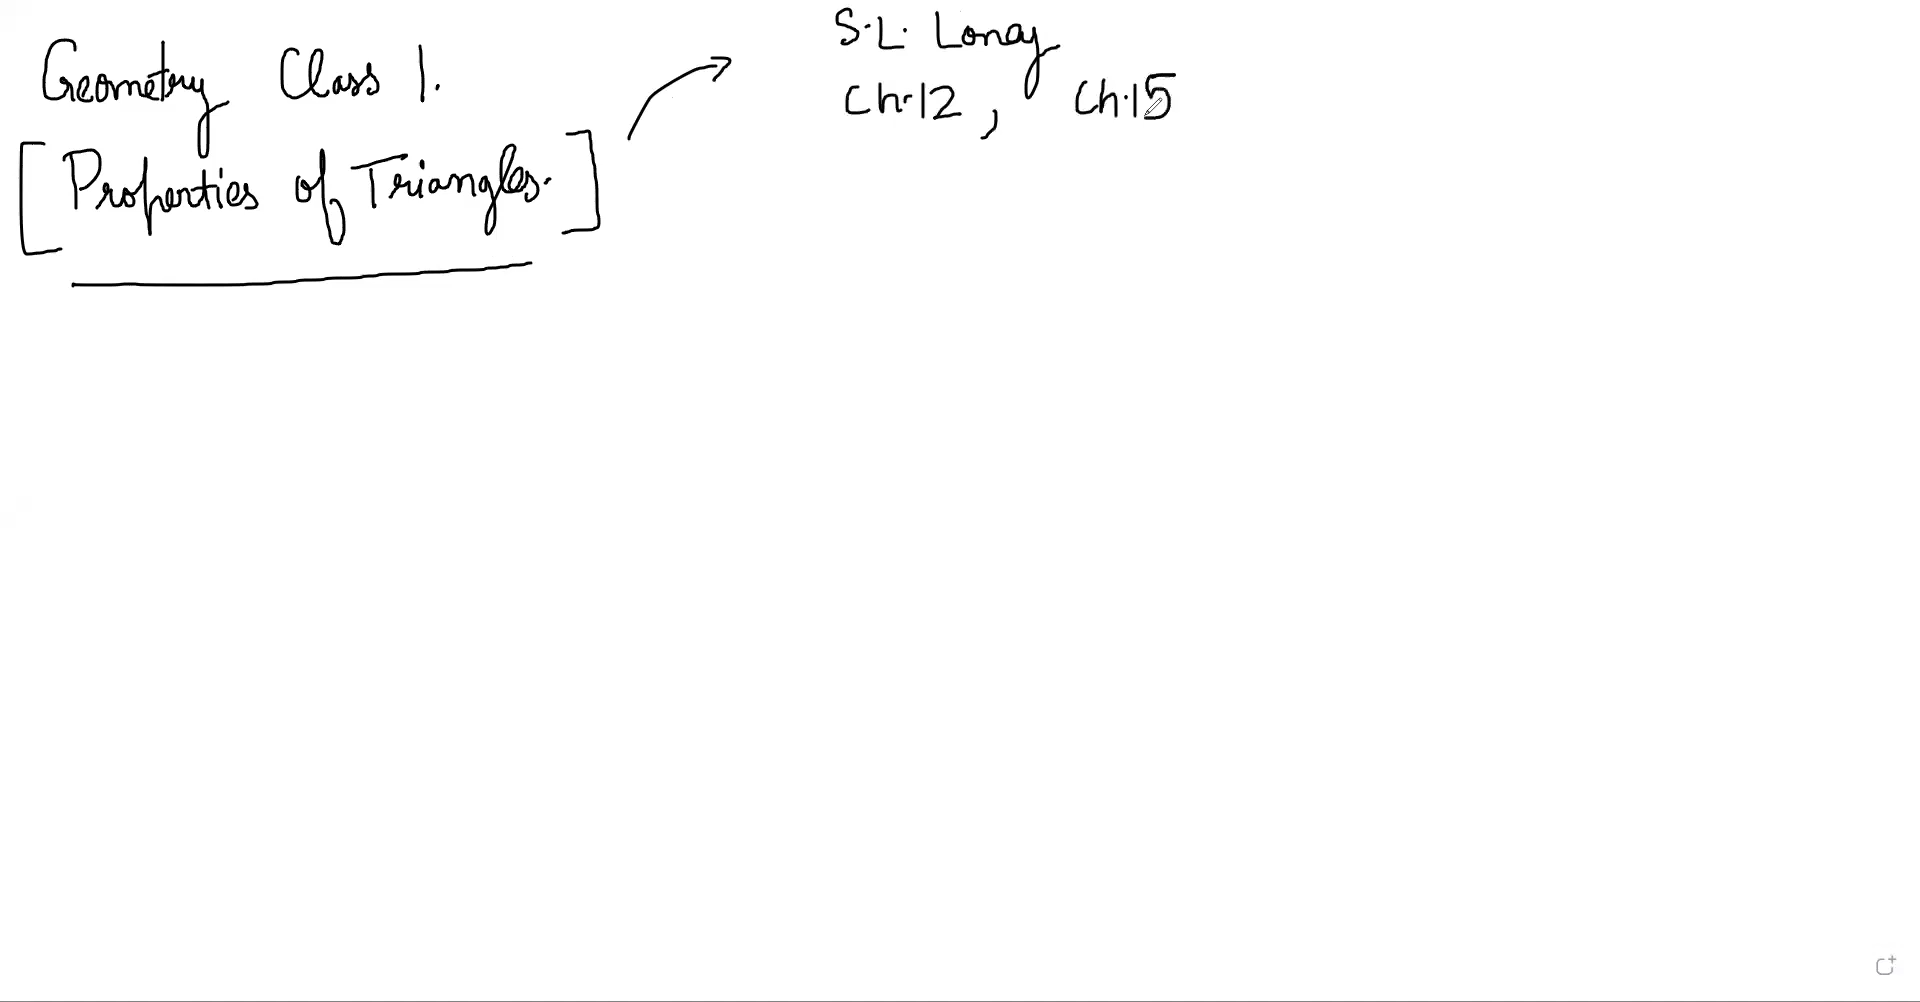 Geometry Class 1.
[Properties of Triangles.]
S.L. Loney
Ch.12, Ch.15